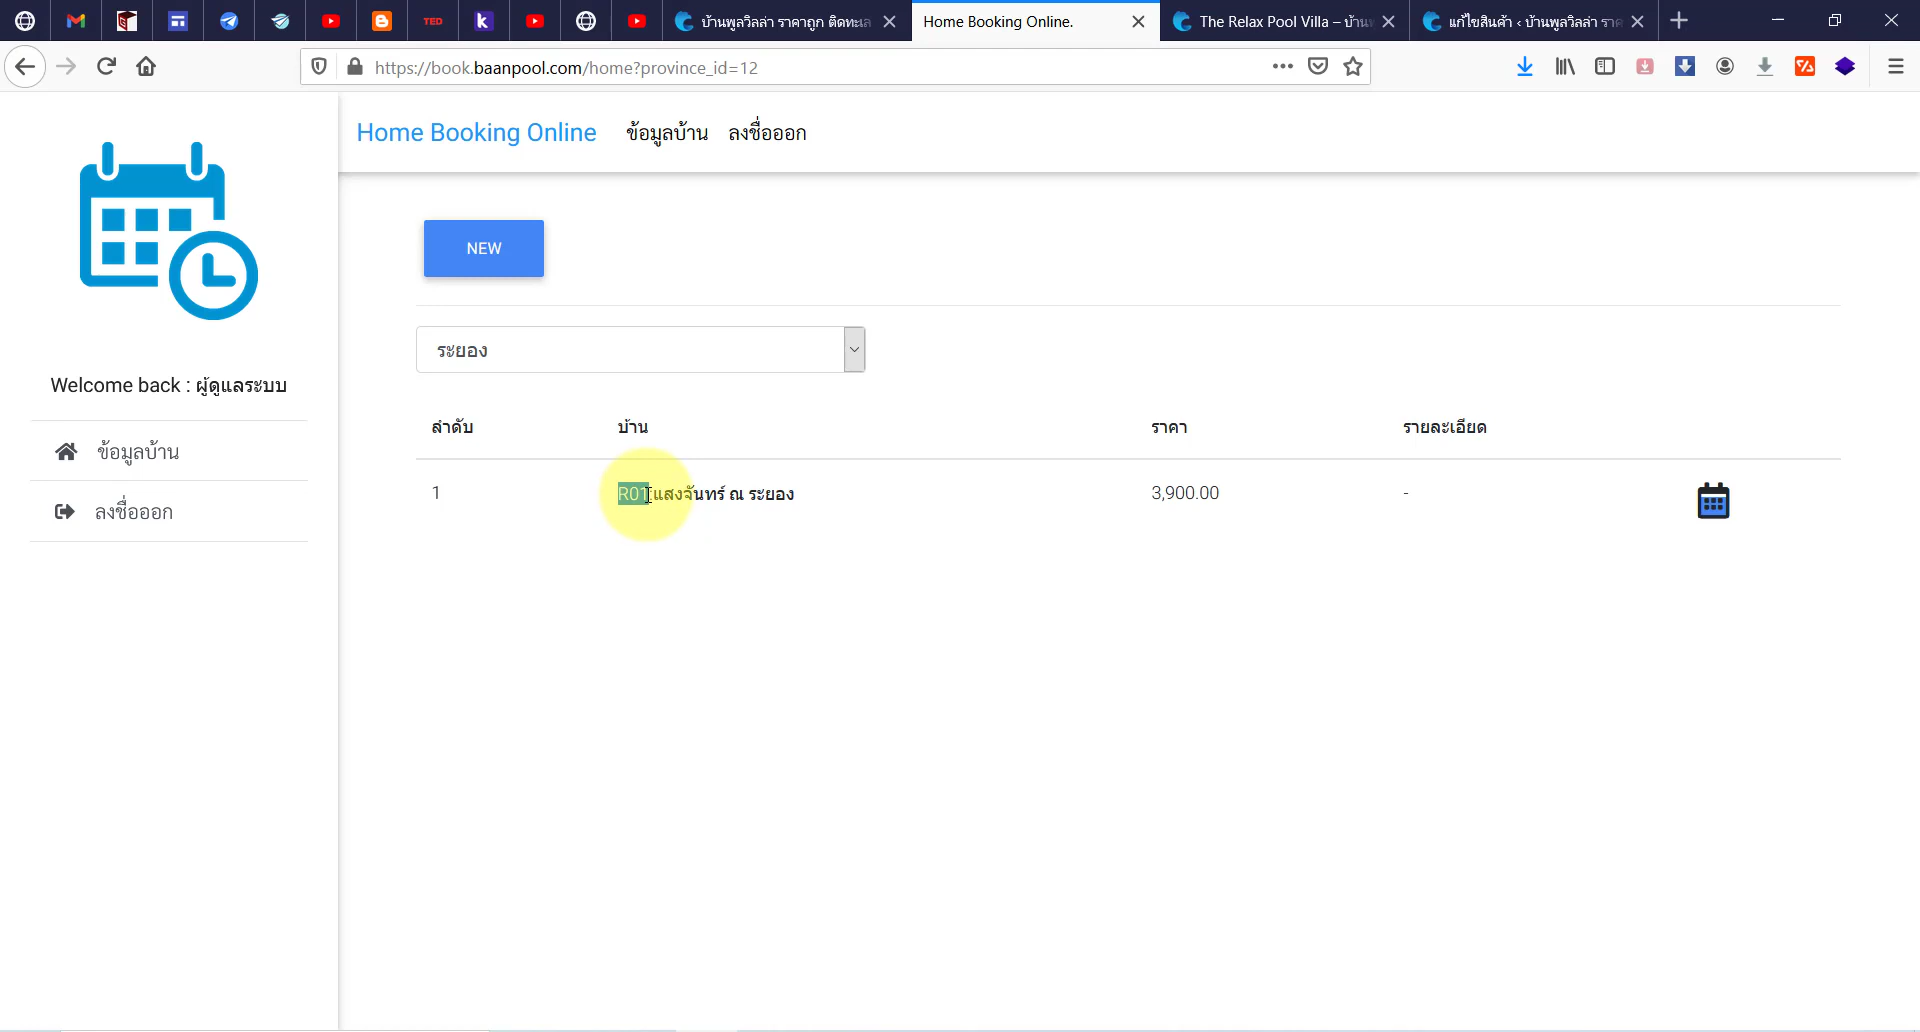 TED
บ้านพูลวิลล่า ราคาถูก ติดทะเล
Home Booking Online.
The Relax Pool Villa – บ้านพ
แก้ไขสินค้า ‹ บ้านพูลวิลล่า ราค
https://book.baanpool.com/home?province_id=12
Home Booking Online
ข้อมูลบ้าน
ลงชื่อออก
NEW
ระยอง
Welcome back : ผู้ดูแลระบบ
ข้อมูลบ้าน
ลงชื่อออก
ลำดับ บ้าน ราคา รายละเอียด
1 R01 แสงจันทร์ ณ ระยอง 3,900.00 -